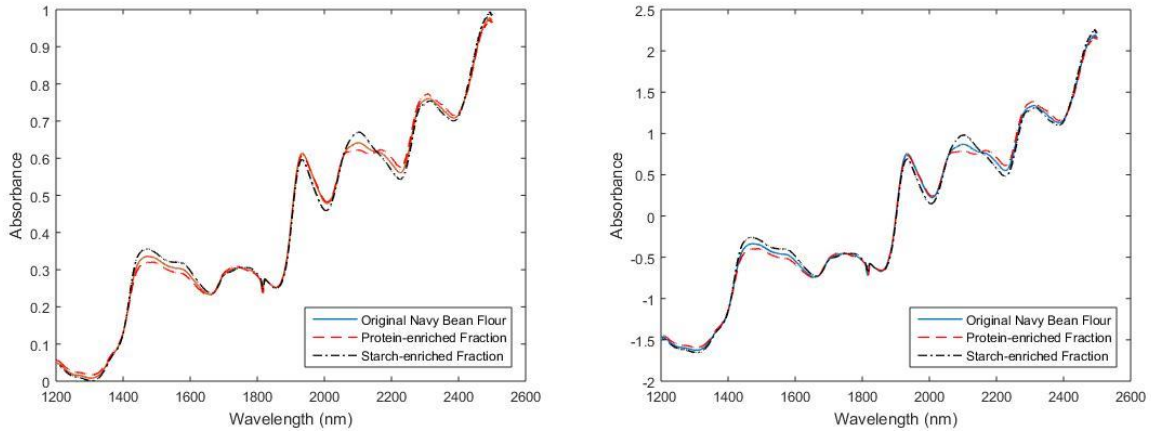 1
0.9
0.8
0.7
0.6
0.5
0.4
0.3
0.2
0.1
0
Absorbance
Original Navy Bean Flour
Protein-enriched Fraction
Starch-enriched Fraction
1200 1400 1600 1800 2000 2200 2400 2600
Wavelength (nm)
2.5
2
1.5
1
0.5
0
-0.5
-1
-1.5
-2
Absorbance
Original Navy Bean Flour
Protein-enriched Fraction
Starch-enriched Fraction
1200 1400 1600 1800 2000 2200 2400 2600
Wavelength (nm)